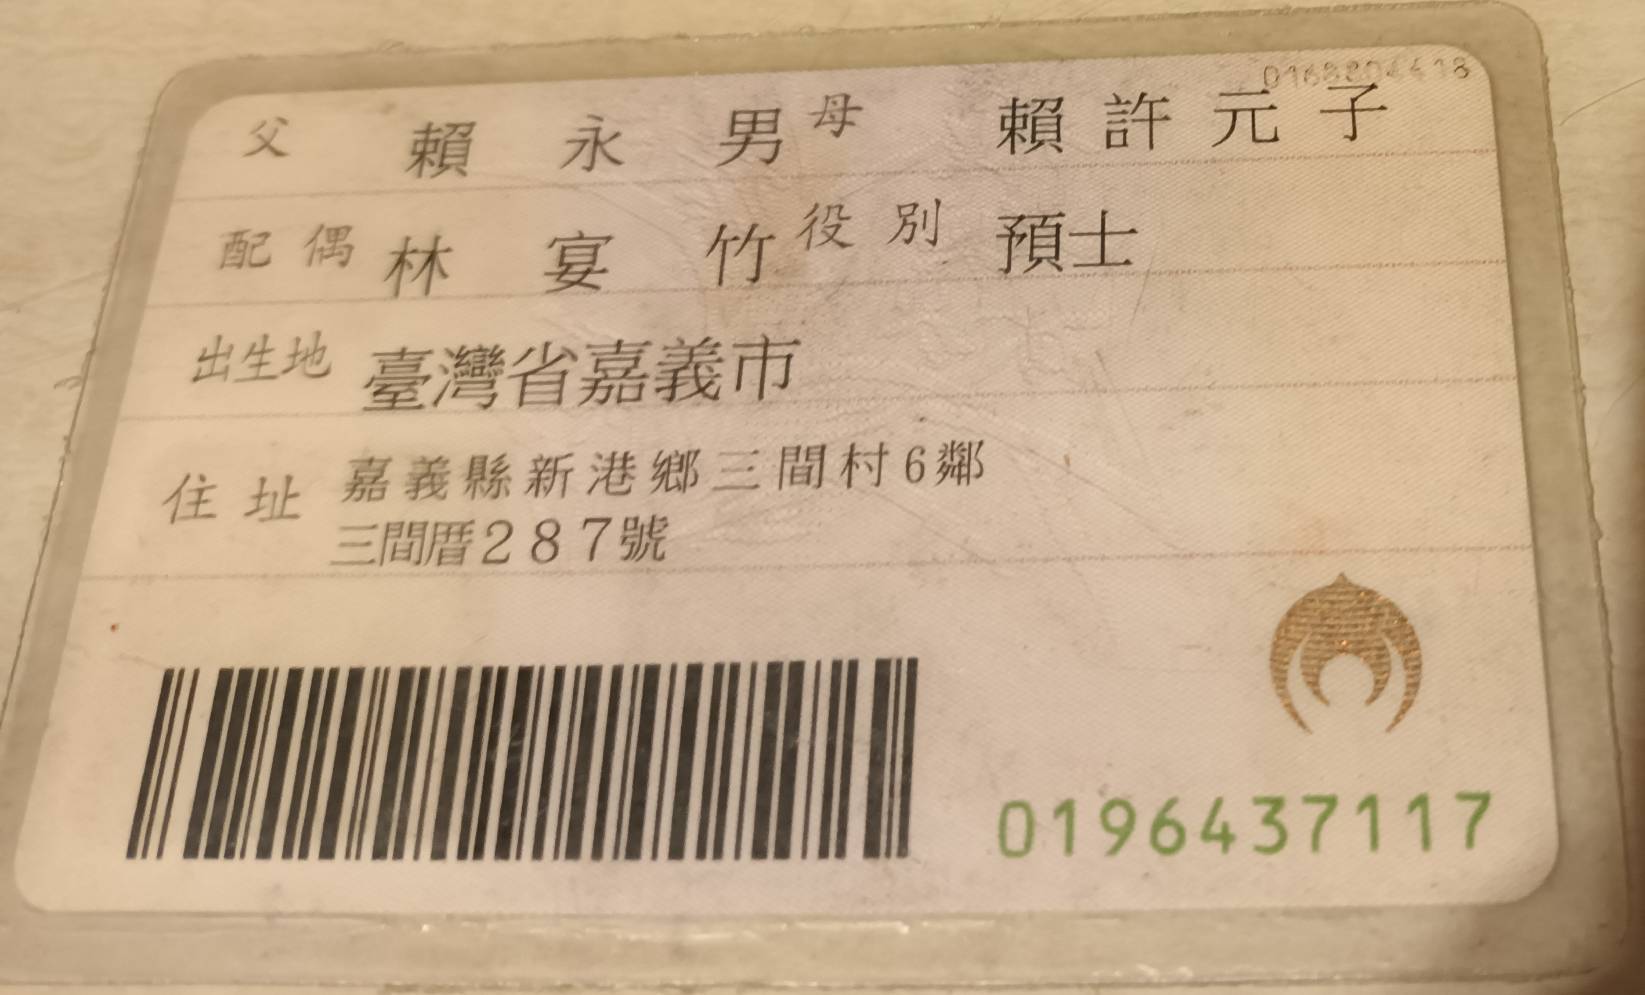 0168804418
父 賴永男 母 賴許元子
配偶 林宴竹 役別 預士
出生地 臺灣省嘉義市
住址 嘉義縣新港鄉三間村6鄰
三間厝287號
0196437117